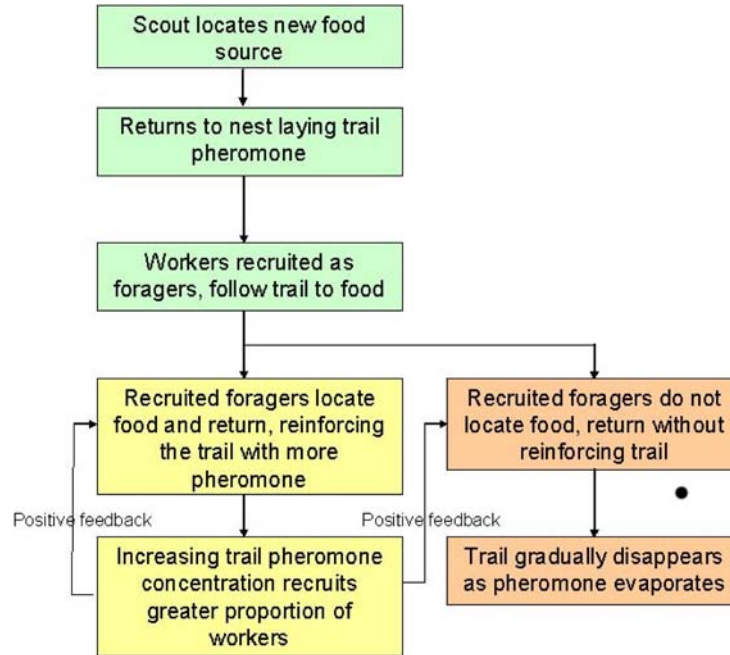 Scout locates new food
source
Returns to nest laying trail
pheromone
Workers recruited as
foragers, follow trail to food
Recruited foragers locate
food and return, reinforcing
the trail with more
pheromone
Recruited foragers do not
locate food, return without
reinforcing trail
Positive feedback
Positive feedback
Increasing trail pheromone
concentration recruits
greater proportion of
workers
Trail gradually disappears
as pheromone evaporates